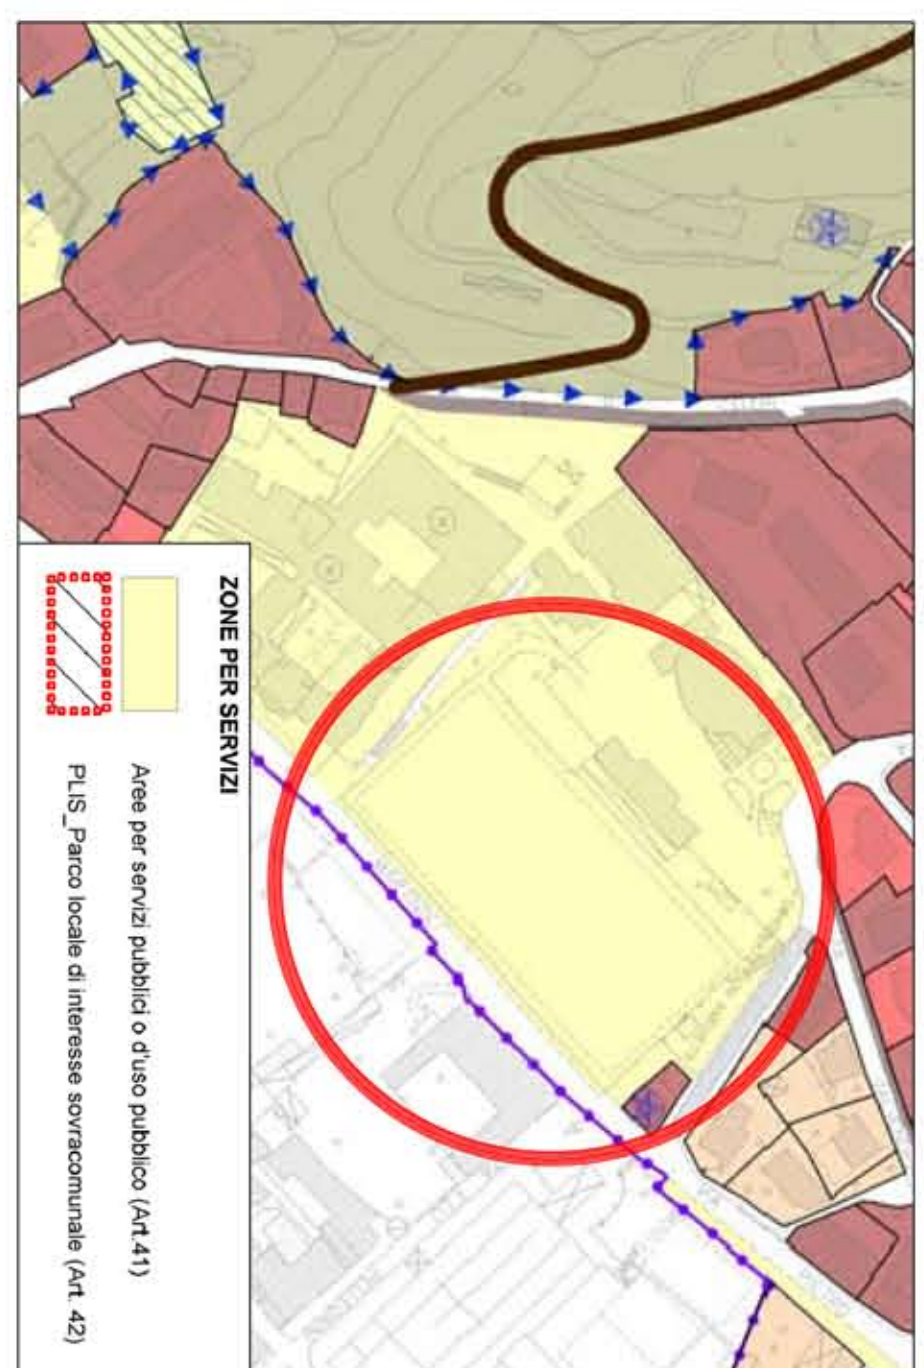 ZONE PER SERVIZI
Aree per servizi pubblici o d'uso pubblico (Art.41)
PLIS_Parco locale di interesse sovracomunale (Art. 42)